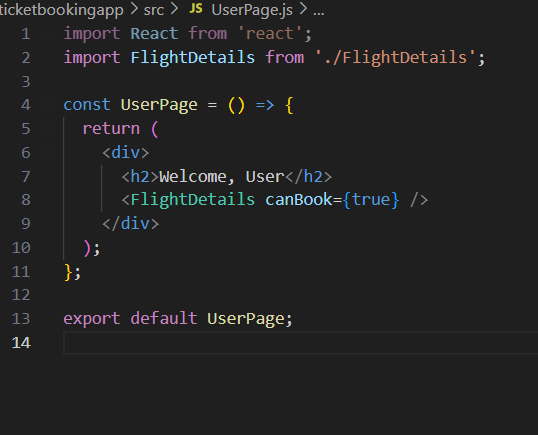 ticketbookingapp > src > JS UserPage.js > ...
1 import React from 'react';
2 import FlightDetails from './FlightDetails';
3
4 const UserPage = () => {
5   return (
6     <div>
7       <h2>Welcome, User</h2>
8       <FlightDetails canBook={true} />
9     </div>
10   );
11 };
12
13 export default UserPage;
14